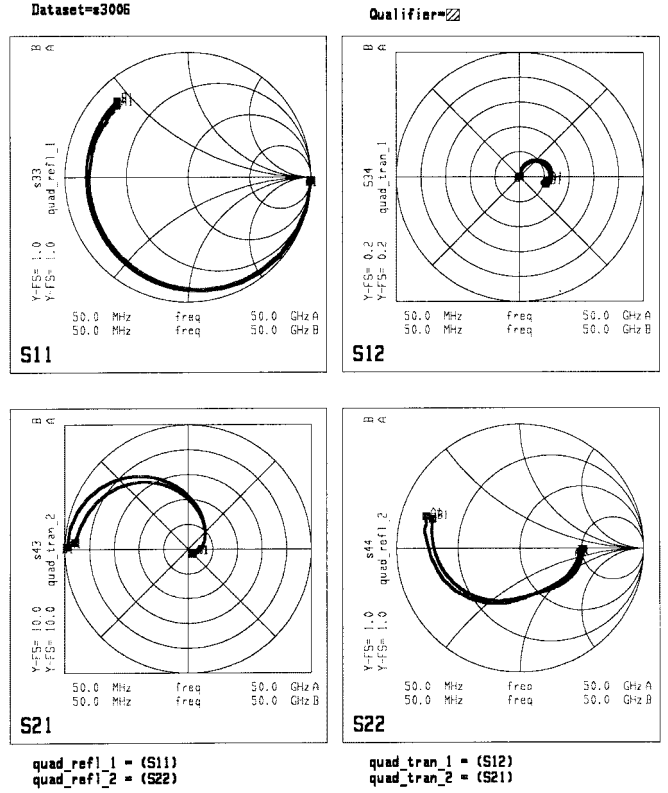 Dataset=s3006
Qualifier=
B A
s33
quad_refl_1
Y-FS= 1.0
Y-FS= 1.0
50.0 MHz freq 50.0 GHz A
50.0 MHz freq 50.0 GHz B
S11
B A
S34
quad_tran_1
Y-FS= 0.2
Y-FS= 0.2
50.0 MHz freq 50.0 GHz A
50.0 MHz freq 50.0 GHz B
S12
B A
s43
quad_tran_2
Y-FS= 10.0
Y-FS= 10.0
50.0 MHz freq 50.0 GHz A
50.0 MHz freq 50.0 GHz B
S21
B A
s44
quad_refl_2
Y-FS= 1.0
Y-FS= 1.0
50.0 MHz freq 50.0 GHz A
50.0 MHz freq 50.0 GHz B
S22
quad_refl_1 = (S11)
quad_refl_2 = (S22)
quad_tran_1 = (S12)
quad_tran_2 = (S21)